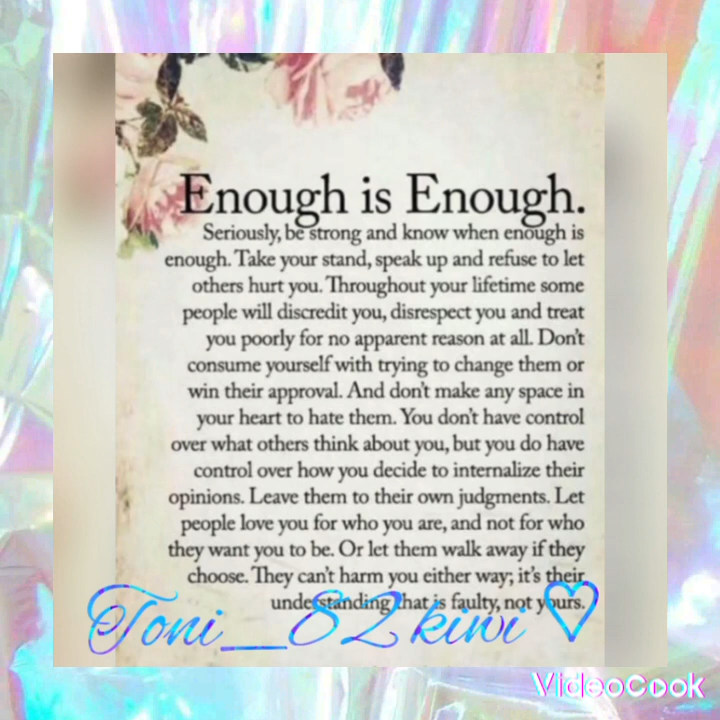 Enough is Enough.
Seriously, be strong and know when enough is
enough. Take your stand, speak up and refuse to let
others hurt you. Throughout your lifetime some
people will discredit you, disrespect you and treat
you poorly for no apparent reason at all. Don't
consume yourself with trying to change them or
win their approval. And don't make any space in
your heart to hate them. You don't have control
over what others think about you, but you do have
control over how you decide to internalize their
opinions. Leave them to their own judgments. Let
people love you for who you are, and not for who
they want you to be. Or let them walk away if they
choose. They can't harm you either way; it's their
understanding that is faulty, not yours.
Toni_82kiwi♡
VideoCook